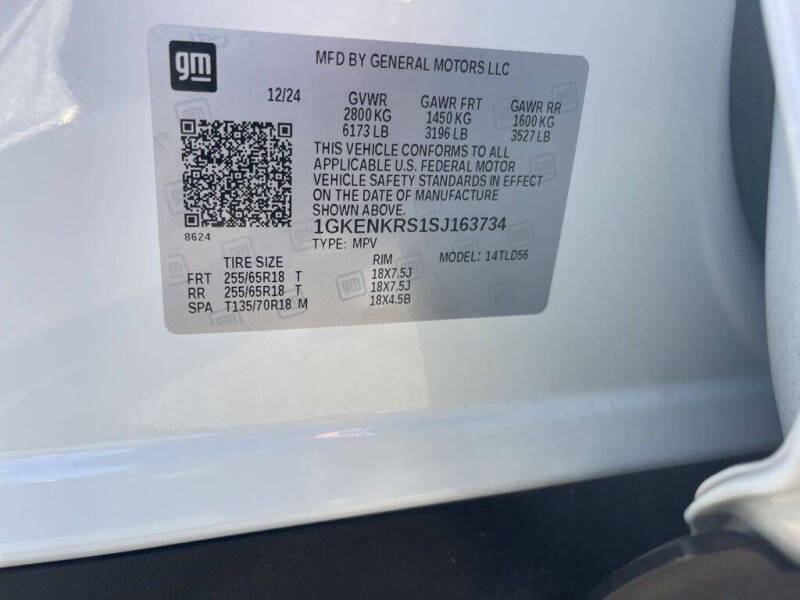 gm
MFD BY GENERAL MOTORS LLC
12/24 GVWR GAWR FRT GAWR RR
2800 KG 1450 KG 1600 KG
6173 LB 3196 LB 3527 LB
THIS VEHICLE CONFORMS TO ALL
APPLICABLE U.S. FEDERAL MOTOR
VEHICLE SAFETY STANDARDS IN EFFECT
ON THE DATE OF MANUFACTURE
SHOWN ABOVE.
8624
1GKENKRS1SJ163734
TYPE: MPV MODEL: 14TLD56
TIRE SIZE RIM
FRT 255/65R18 T 18X7.5J
RR 255/65R18 T 18X7.5J
SPA T135/70R18 M 18X4.5B